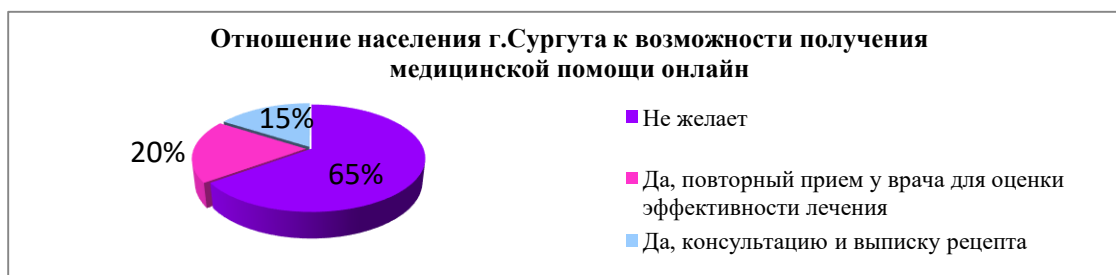 Отношение населения г.Сургута к возможности получения
медицинской помощи онлайн
15%
20%
65%
Не желает
Да, повторный прием у врача для оценки
эффективности лечения
Да, консультацию и выписку рецепта